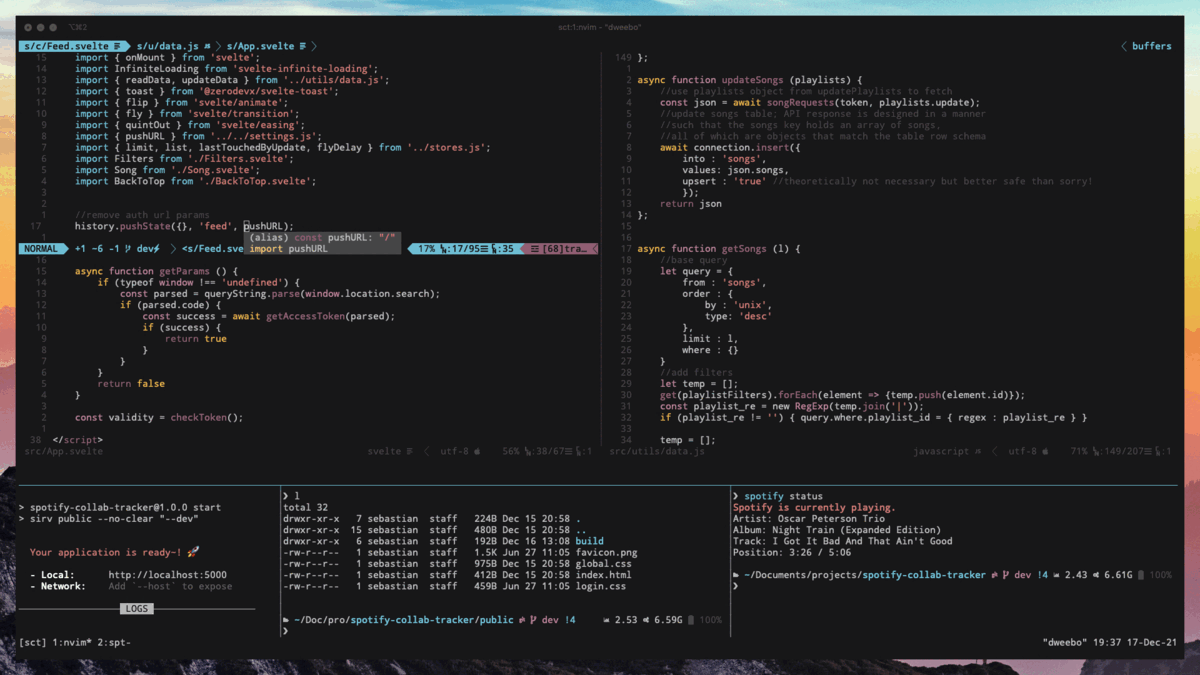 ⌥⌘2
sct:1:nvim - "dweebo"
s/c/Feed.svelte s/u/data.js s/App.svelte
buffers
15 import { onMount } from 'svelte';
14 import InfiniteLoading from 'svelte-infinite-loading';
13 import { readData, updateData } from '../utils/data.js';
12 import { toast } from '@zerodevx/svelte-toast';
11 import { flip } from 'svelte/animate';
10 import { fly } from 'svelte/transition';
9 import { quintOut } from 'svelte/easing';
8 import { pushURL } from '../../settings.js';
7 import { limit, list, lastTouchedByUpdate, flyDelay } from '../stores.js';
6 import Filters from './Filters.svelte';
5 import Song from './Song.svelte';
4 import BackToTop from './BackToTop.svelte';
3
2
1 //remove auth url params
17 history.pushState({}, 'feed', pushURL);
(alias) const pushURL: "/"
import pushURL
NORMAL +1 ~6 -1 dev <s/Feed.sve 17% :17/95 :35 [68]tra…
16
15 async function getParams () {
14 if (typeof window !== 'undefined') {
13 const parsed = queryString.parse(window.location.search);
12 if (parsed.code) {
11 const success = await getAccessToken(parsed);
10 if (success) {
9 return true
8 }
7 }
6 }
5 return false
4 }
3
2 const validity = checkToken();
1
38 </script>
src/App.svelte svelte utf-8 56% :38/67 :1
149 };
1
2 async function updateSongs (playlists) {
3 //use playlists object from updatePlaylists to fetch
4 const json = await songRequests(token, playlists.update);
5 //update songs table; API response is designed in a manner
6 //such that the songs key holds an array of songs,
7 //all of which are objects that match the table row schema
8 await connection.insert({
9 into : 'songs',
10 values: json.songs,
11 upsert : 'true' //theoretically not necessary but better safe than sorry!
12 });
13 return json
14 };
15
16
17 async function getSongs (l) {
18 //base query
19 let query = {
20 from : 'songs',
21 order : {
22 by : 'unix',
23 type: 'desc'
24 },
25 limit : l,
26 where : {}
27 }
28 //add filters
29 let temp = [];
30 get(playlistFilters).forEach(element => {temp.push(element.id)});
31 const playlist_re = new RegExp(temp.join('|'));
32 if (playlist_re != '') { query.where.playlist_id = { regex : playlist_re } }
33
34 temp = [];
src/utils/data.js javascript utf-8 71% :149/207 :1
> spotify-collab-tracker@1.0.0 start
> sirv public --no-clear "--dev"
Your application is ready~! 🚀
- Local: http://localhost:5000
- Network: Add `--host` to expose
LOGS
❯ l
total 32
drwxr-xr-x 7 sebastian staff 224B Dec 15 20:58 .
drwxr-xr-x 15 sebastian staff 480B Dec 15 20:58 ..
drwxr-xr-x 6 sebastian staff 192B Dec 16 13:08 build
-rw-r--r-- 1 sebastian staff 1.5K Jun 27 11:05 favicon.png
-rw-r--r-- 1 sebastian staff 975B Dec 15 20:58 global.css
-rw-r--r-- 1 sebastian staff 412B Dec 15 20:58 index.html
-rw-r--r-- 1 sebastian staff 459B Jun 27 11:05 login.css
~/Doc/pro/spotify-collab-tracker/public dev !4 2.53 6.59G 100%
❯
❯ spotify status
Spotify is currently playing.
Artist: Oscar Peterson Trio
Album: Night Train (Expanded Edition)
Track: I Got It Bad And That Ain't Good
Position: 3:26 / 5:06
~/Documents/projects/spotify-collab-tracker dev !4 2.43 6.61G 100%
❯
[sct] 1:nvim* 2:spt-
"dweebo" 19:37 17-Dec-21